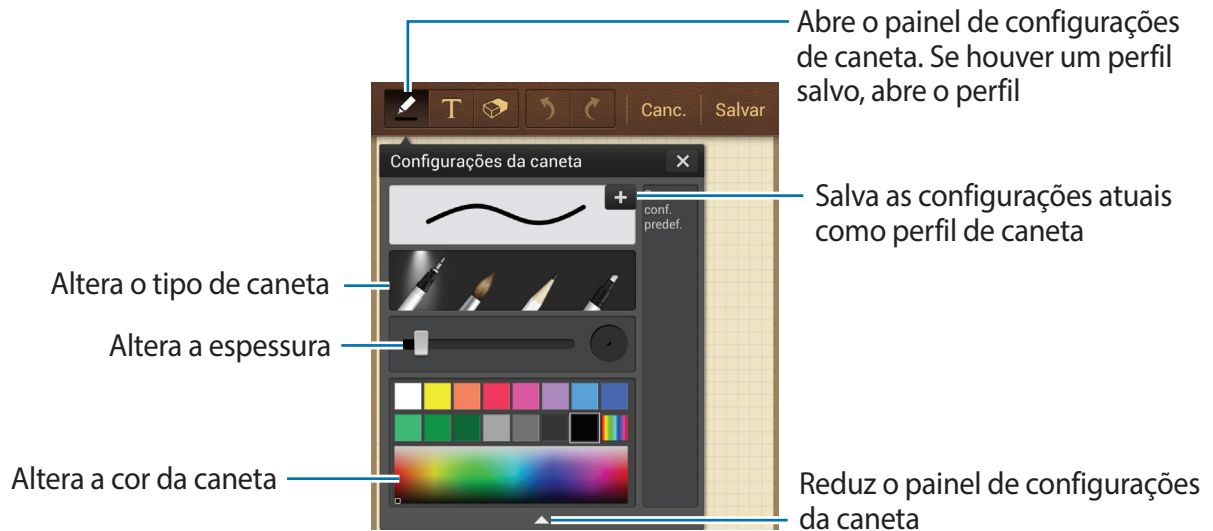 Abre o painel de configurações
de caneta. Se houver um perfil
salvo, abre o perfil
T
Canc.
Salvar
Configurações da caneta
conf.
predef.
Salva as configurações atuais
como perfil de caneta
Altera o tipo de caneta
Altera a espessura
Altera a cor da caneta
Reduz o painel de configurações
da caneta